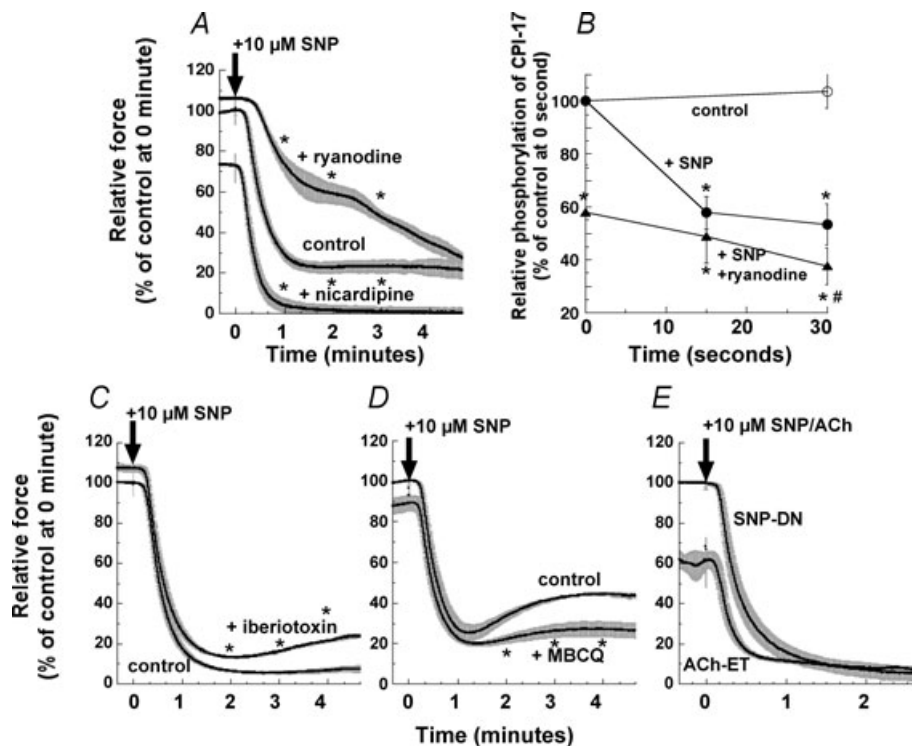 A
+10 µM SNP
120
100
80
60
40
20
0
+ ryanodine
*
*
*
control
*
*
*
+ nicardipine
0
1
2
3
4
Time (minutes)
Relative force
(% of control at 0 minute)
B
100
80
60
40
20
control
+ SNP
*
*
*
+ SNP
+ryanodine
*
* #
0
10
20
30
Time (seconds)
Relative phosphorylation of CPI-17
(% of control at 0 second)
C
+10 µM SNP
120
100
80
60
40
20
0
*
+ iberiotoxin
*
*
control
0
1
2
3
4
Relative force
(% of control at 0 minute)
D
+10 µM SNP
120
100
80
60
40
20
0
control
*
*
*
+ MBCQ
0
1
2
3
4
Time (minutes)
E
+10 µM SNP/ACh
120
100
80
60
40
20
0
SNP-DN
ACh-ET
0
1
2